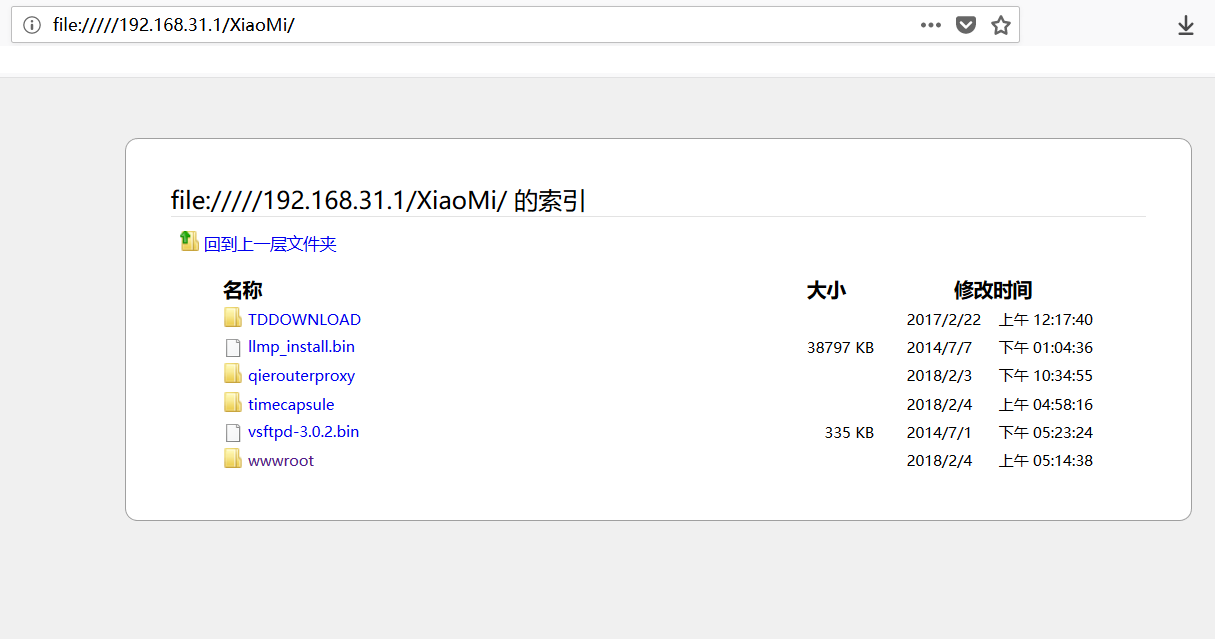 file://///192.168.31.1/XiaoMi/
file://///192.168.31.1/XiaoMi/ 的索引
回到上一层文件夹
名称 大小 修改时间
TDDOWNLOAD 2017/2/22 上午 12:17:40
llmp_install.bin 38797 KB 2014/7/7 下午 01:04:36
qierouterproxy 2018/2/3 下午 10:34:55
timecapsule 2018/2/4 上午 04:58:16
vsftpd-3.0.2.bin 335 KB 2014/7/1 下午 05:23:24
wwwroot 2018/2/4 上午 05:14:38